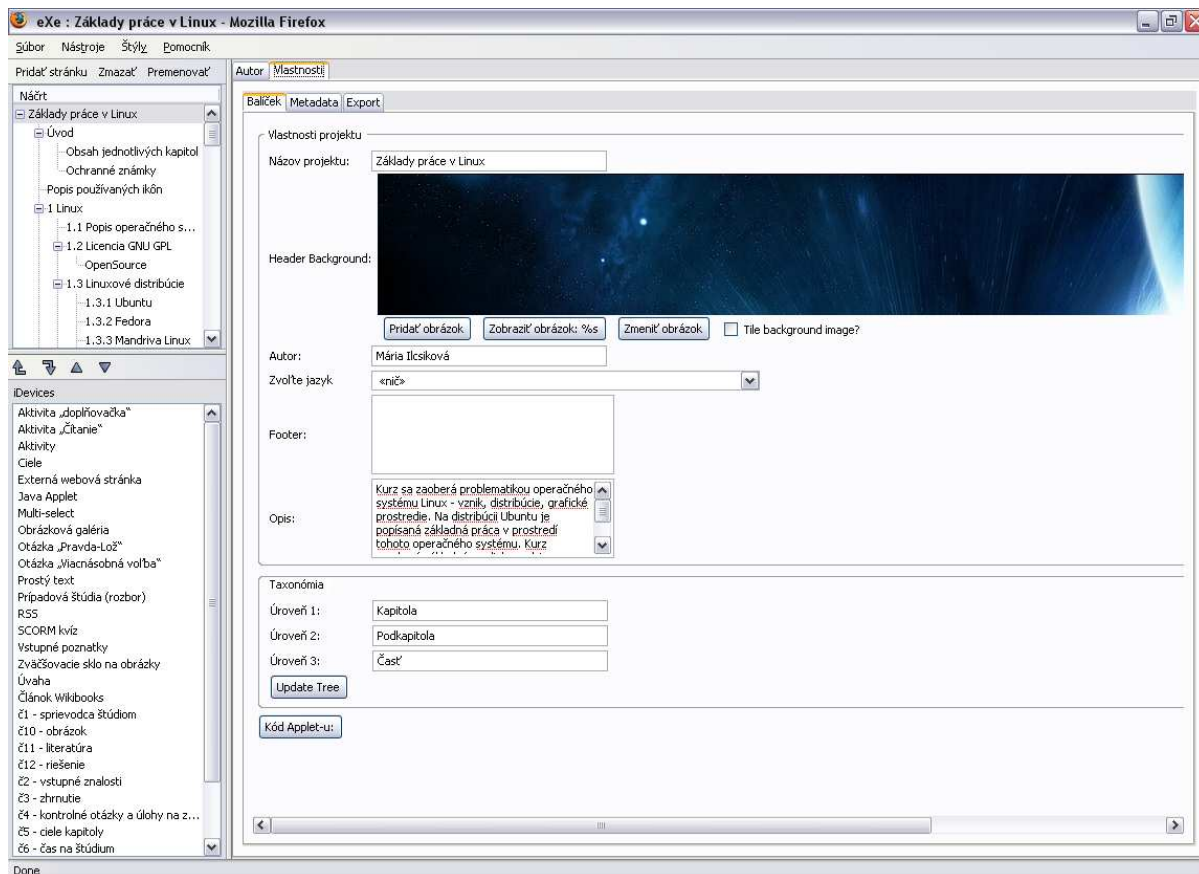 eXe : Základy práce v Linux - Mozilla Firefox
Súbor Nástroje Štýly Pomocník
Pridať stránku Zmazať Premenovať
Náčrt
Základy práce v Linux
Úvod
Obsah jednotlivých kapitol
Ochranné známky
Popis používaných ikôn
1 Linux
1.1 Popis operačného s...
1.2 Licencia GNU GPL
OpenSource
1.3 Linuxové distribúcie
1.3.1 Ubuntu
1.3.2 Fedora
1.3.3 Mandriva Linux
iDevices
Aktivita „doplňovačka“
Aktivita „Čítanie“
Aktivity
Ciele
Externá webová stránka
Java Applet
Multi-select
Obrázková galéria
Otázka „Pravda-Lož“
Otázka „Viacnásobná voľba“
Prostý text
Prípadová štúdia (rozbor)
RSS
SCORM kvíz
Vstupné poznatky
Zväčšovacie sklo na obrázky
Úvaha
Článok Wikibooks
č1 - sprievodca štúdiom
č10 - obrázok
č11 - literatúra
č12 - riešenie
č2 - vstupné znalosti
č3 - zhrnutie
č4 - kontrolné otázky a úlohy na z...
č5 - ciele kapitoly
č6 - čas na štúdium
Autor Vlastnosti
Balíček Metadata Export
Vlastnosti projektu
Názov projektu: Základy práce v Linux
Header Background:
Pridať obrázok Zobraziť obrázok: %s Zmeniť obrázok Tile background image?
Autor: Mária Ilcsiková
Zvoľte jazyk «nič»
Footer:
Opis:
Kurz sa zaoberá problematikou operačného
systému Linux - vznik, distribúcie, grafické
prostredie. Na distribúcii Ubuntu je
popísaná základná práca v prostredí
tohoto operačného systému. Kurz
Taxonómia
Úroveň 1: Kapitola
Úroveň 2: Podkapitola
Úroveň 3: Časť
Update Tree
Kód Applet-u:
Done